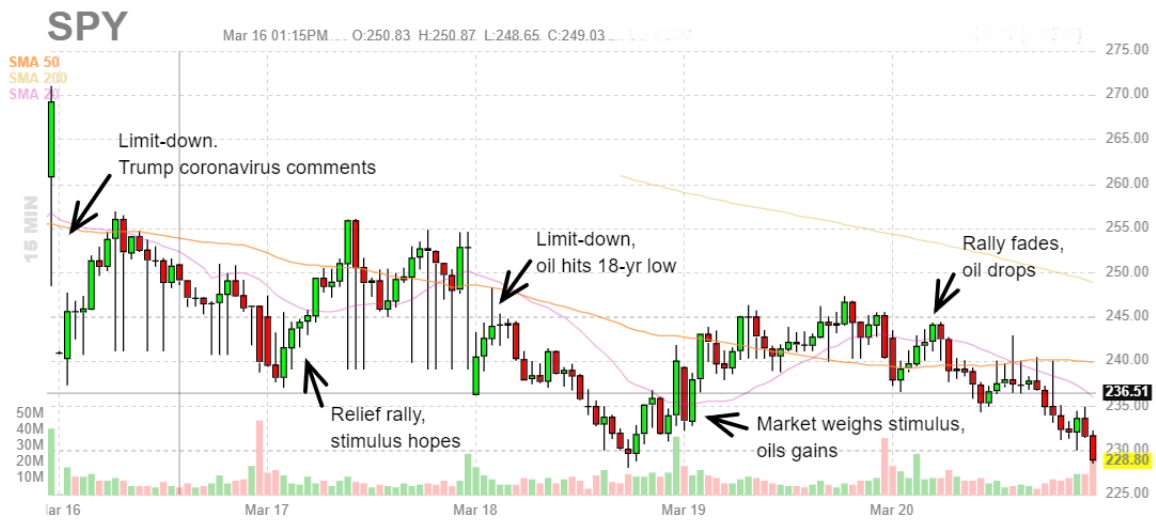 SPY
Mar 16 01:15PM.... O:250.83 H:250.87 L:248.65 C:249.03
SMA 50
SMA 200
SMA 20
15 MIN
275.00
270.00
265.00
260.00
255.00
250.00
245.00
240.00
236.51
235.00
230.00
228.80
225.00
50M
40M
30M
20M
10M
Limit-down.
Trump coronavirus comments
Relief rally,
stimulus hopes
Limit-down,
oil hits 18-yr low
Market weighs stimulus,
oils gains
Rally fades,
oil drops
ar 16
Mar 17
Mar 18
Mar 19
Mar 20